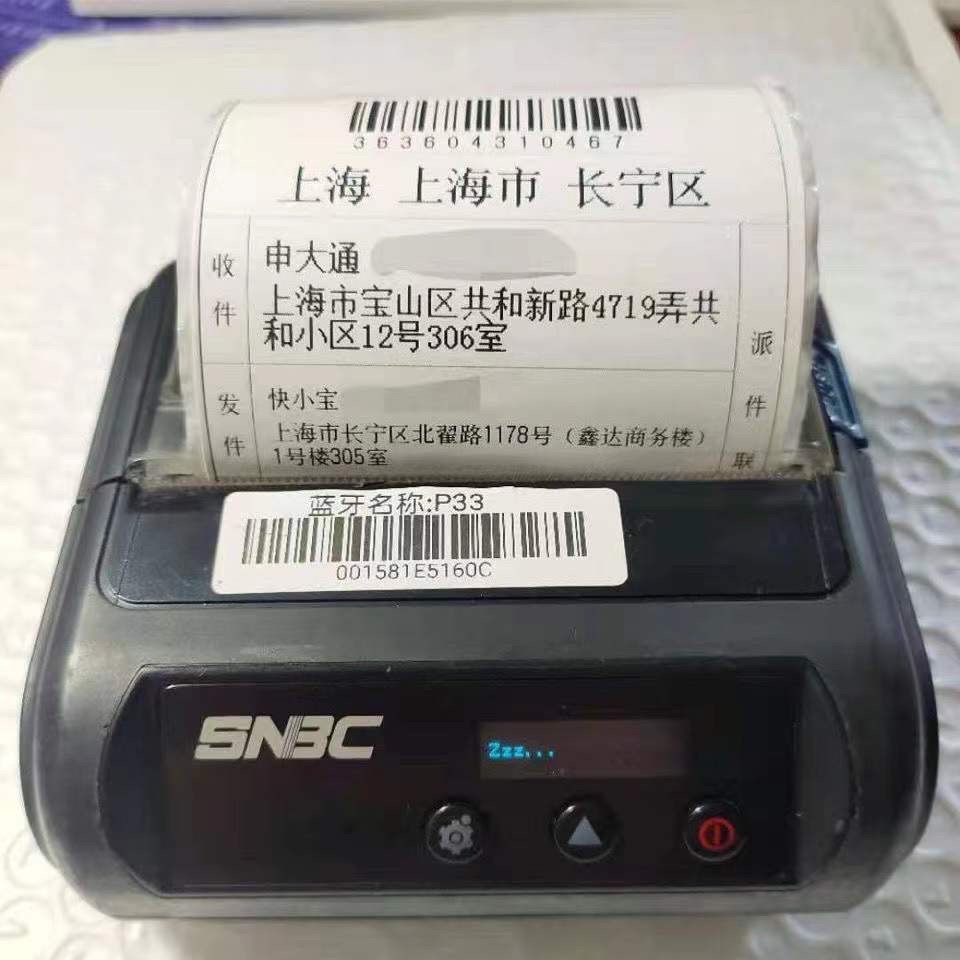 363604310467
上海 上海市 长宁区
收件
申大通
上海市宝山区共和新路4719弄共
和小区12号306室
发件
快小宝
上海市长宁区北翟路1178号（鑫达商务楼）
1号楼305室
派件联
蓝牙名称:P33
001581E5160C
SNBC
Zzz...